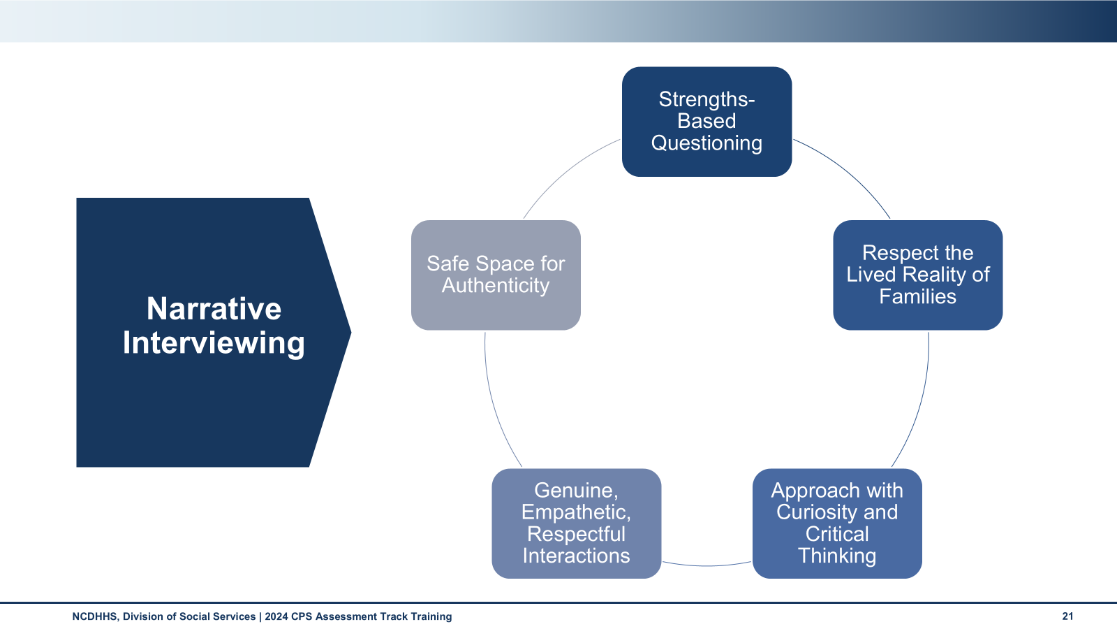 Narrative
Interviewing
Strengths-
Based
Questioning
Respect the
Lived Reality of
Families
Approach with
Curiosity and
Critical
Thinking
Genuine,
Empathetic,
Respectful
Interactions
Safe Space for
Authenticity
NCDHHS, Division of Social Services | 2024 CPS Assessment Track Training
21